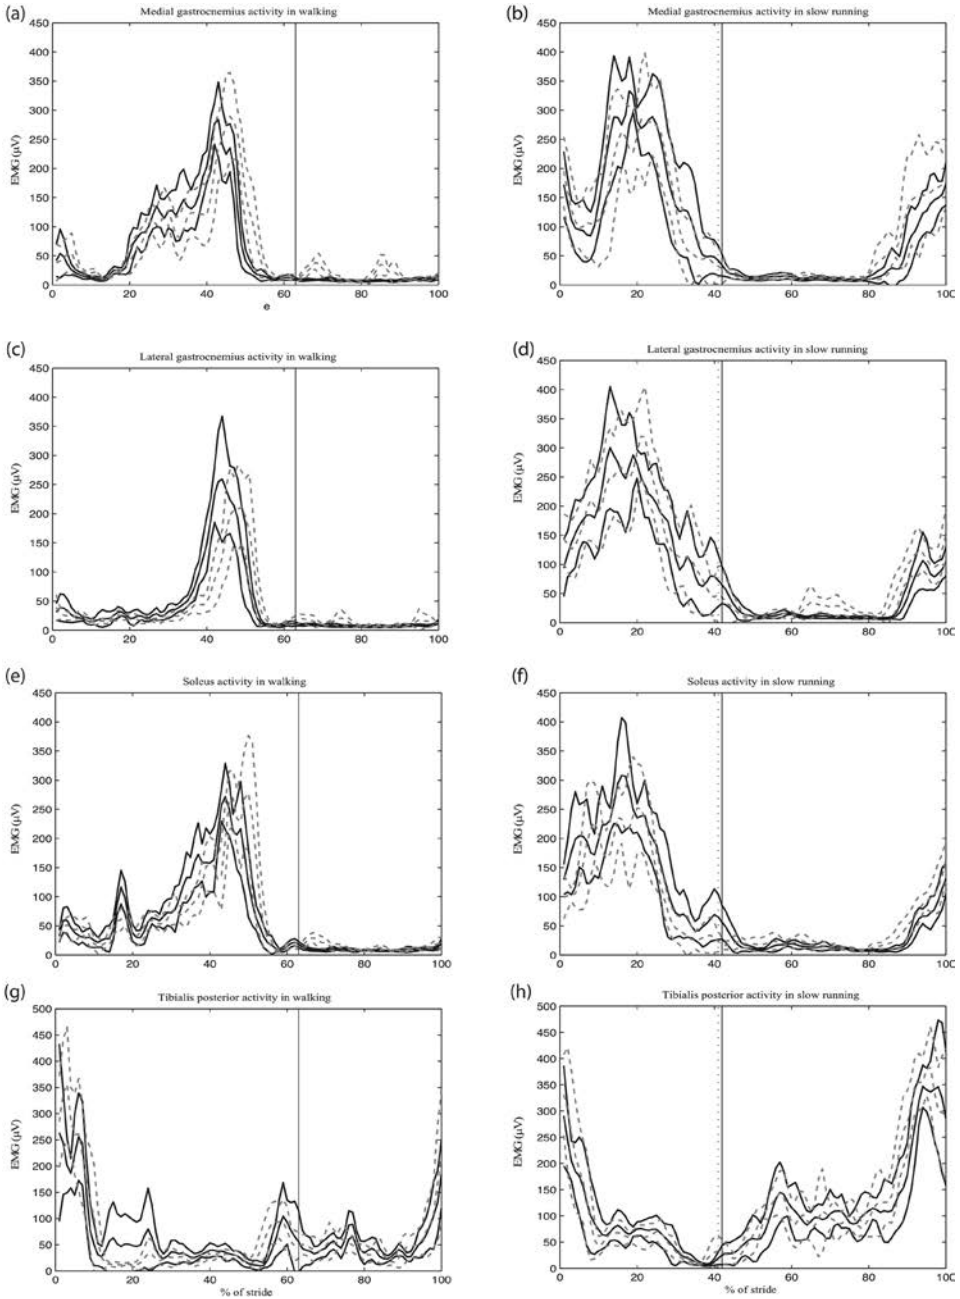 (a)
Medial gastrocnemius activity in walking
450
400
350
300
250
200
150
100
50
0
EMG (µV)
0 20 40 60 80 100
e
(b)
Medial gastrocnemius activity in slow running
450
400
350
300
250
200
150
100
50
0
EMG (µV)
0 20 40 60 80 100
(c)
Lateral gastrocnemius activity in walking
450
400
350
300
250
200
150
100
50
0
EMG (µV)
0 20 40 60 80 100
(d)
Lateral gastrocnemius activity in slow running
450
400
350
300
250
200
150
100
50
0
EMG (µV)
0 20 40 60 80 100
(e)
Soleus activity in walking
450
400
350
300
250
200
150
100
50
0
EMG (µV)
0 20 40 60 80 100
(f)
Soleus activity in slow running
450
400
350
300
250
200
150
100
50
0
EMG (µV)
0 20 40 60 80 100
(g)
Tibialis posterior activity in walking
500
450
400
350
300
250
200
150
100
50
0
EMG (µV)
0 20 40 60 80 100
% of stride
(h)
Tibialis posterior activity in slow running
500
450
400
350
300
250
200
150
100
50
0
EMG (µV)
0 20 40 60 80 100
% of stride